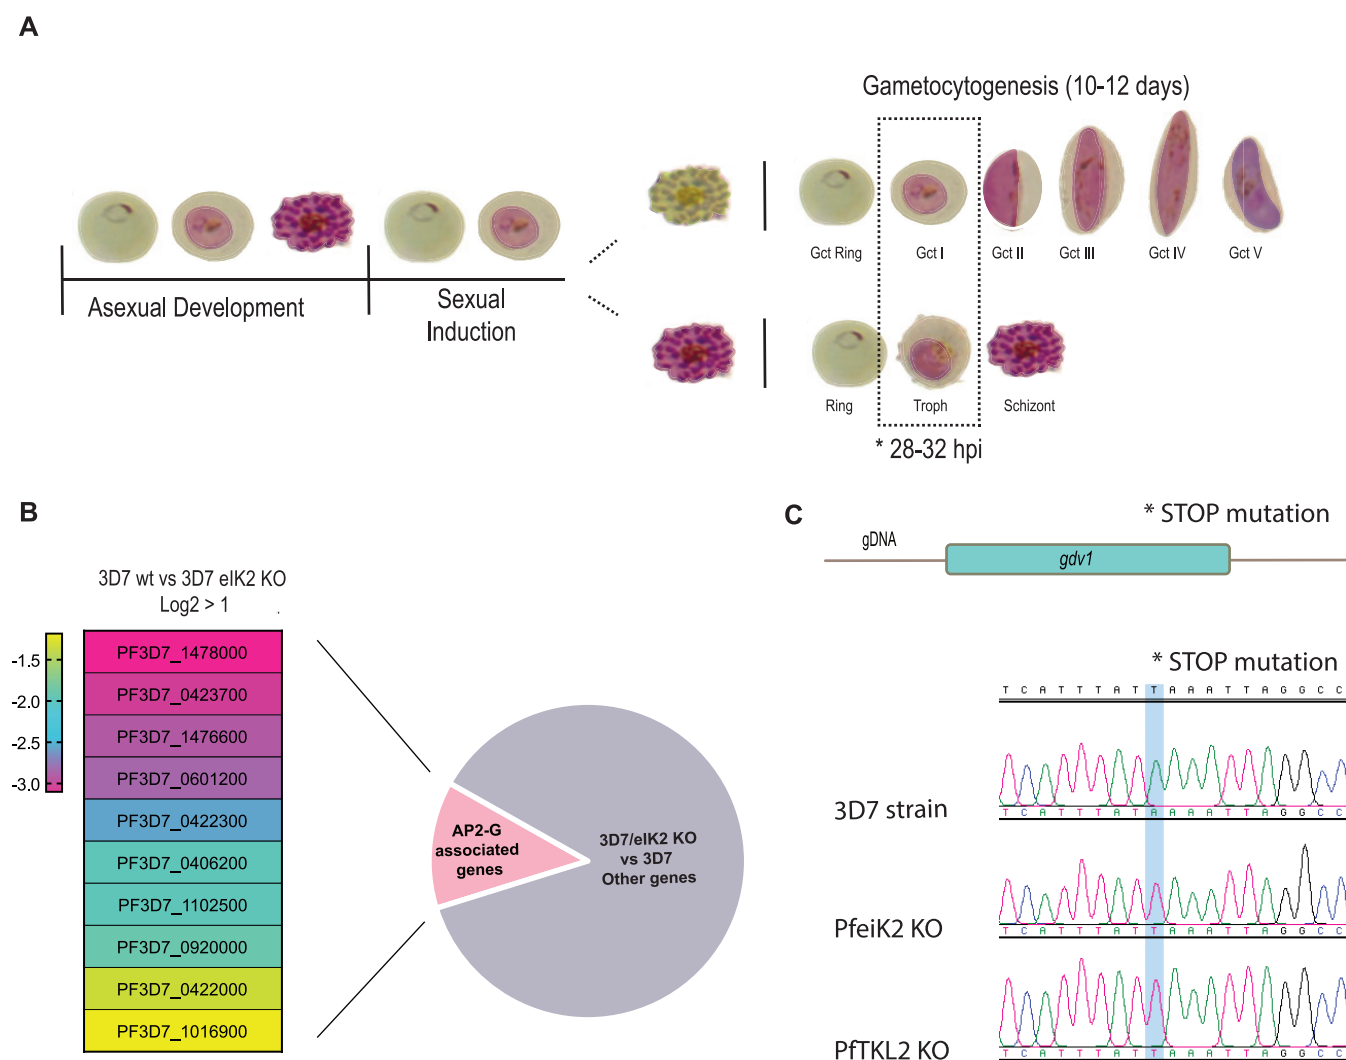 A
Gametocytogenesis (10-12 days)
Gct Ring
Gct I
Gct II
Gct III
Gct IV
Gct V
Asexual Development
Sexual
Induction
Ring
Troph
Schizont
* 28-32 hpi
B
3D7 wt vs 3D7 eIK2 KO
Log2 > 1
-1.5
-2.0
-2.5
-3.0
PF3D7_1478000
PF3D7_0423700
PF3D7_1476600
PF3D7_0601200
PF3D7_0422300
PF3D7_0406200
PF3D7_1102500
PF3D7_0920000
PF3D7_0422000
PF3D7_1016900
AP2-G
associated
genes
3D7/eIK2 KO
vs 3D7
Other genes
C
* STOP mutation
gDNA
gdv1
* STOP mutation
T C A T T T A T T A A A T T A G G C C
3D7 strain
T C A T T T A T A A A A T T A G G C C
PfeiK2 KO
T C A T T T A T T A A A T T A G G C C
PfTKL2 KO
T C A T T T A T T A A A T T A G G C C